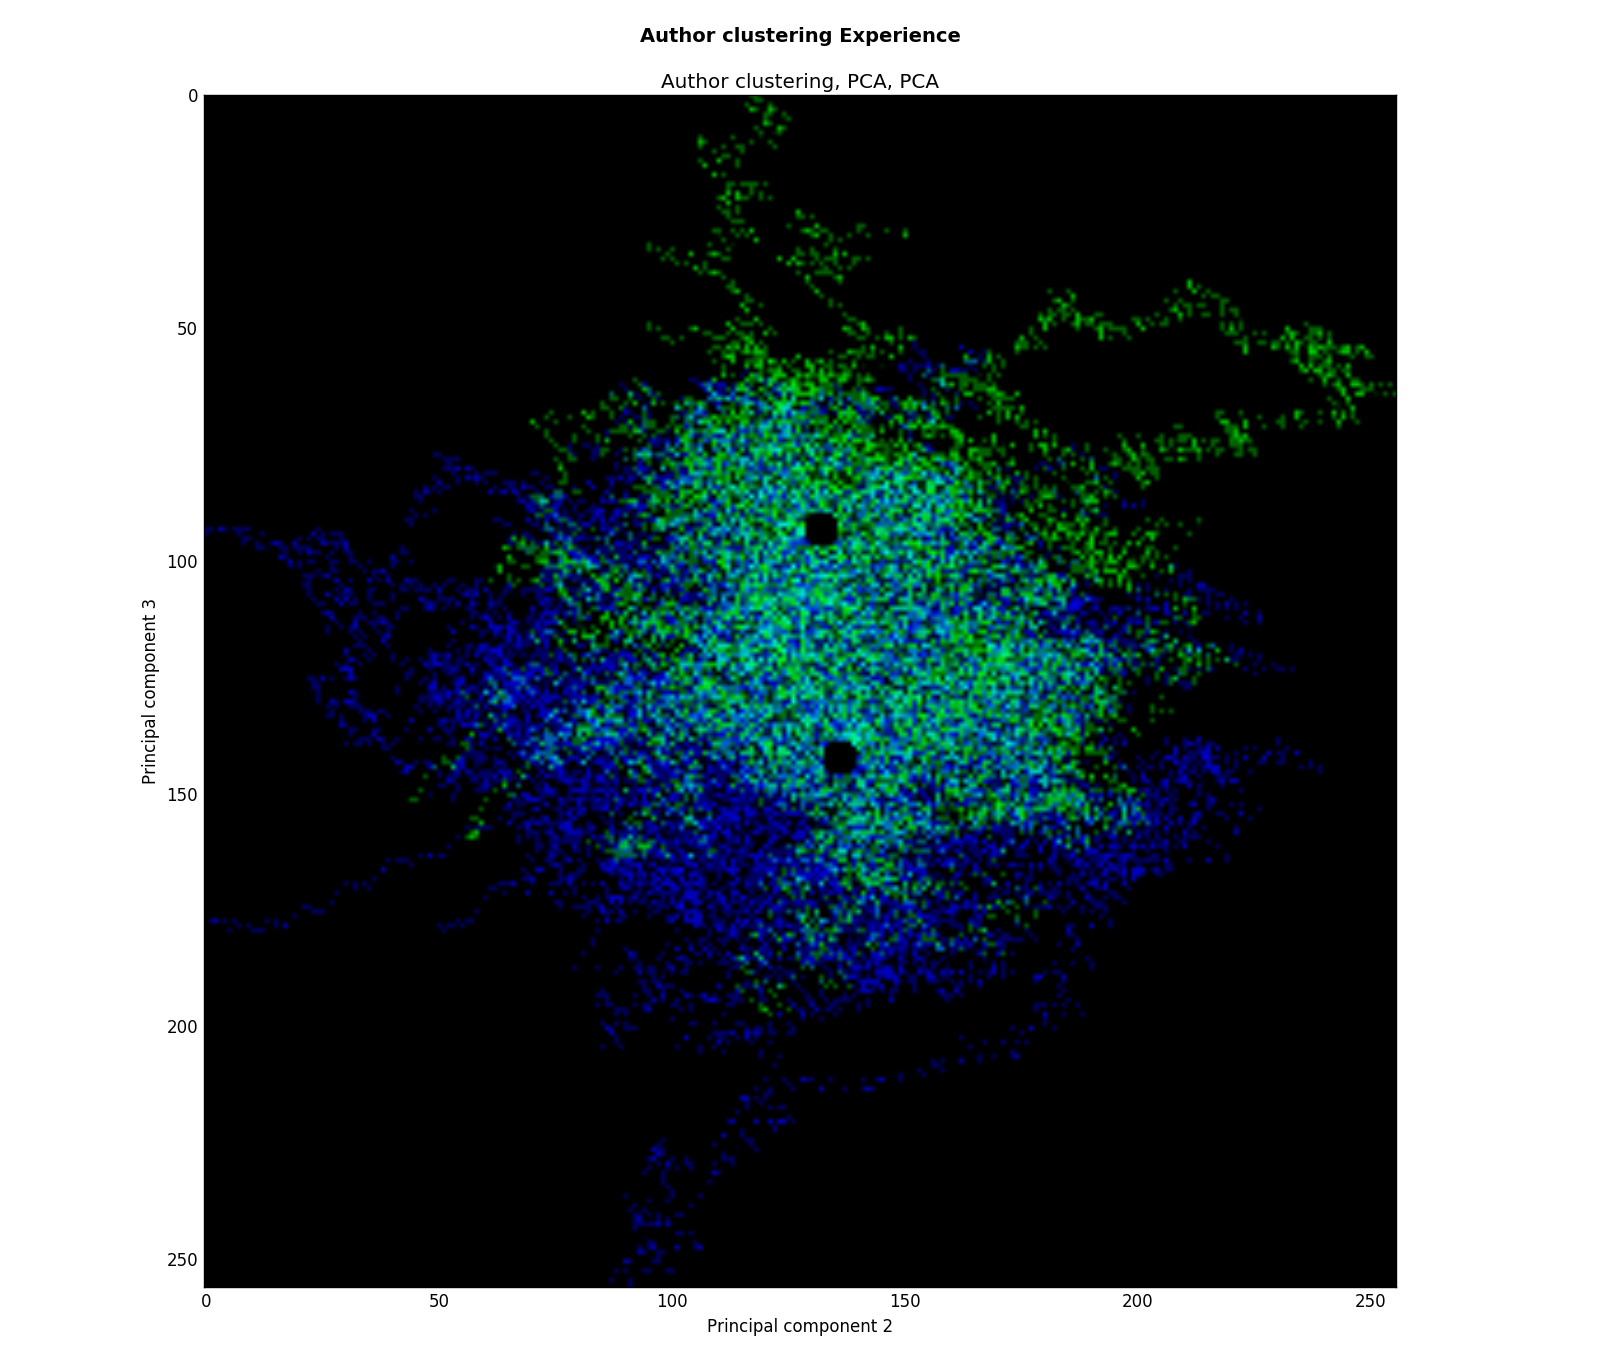 Author clustering Experience
Author clustering, PCA, PCA
0
50
100
150
200
250
Principal component 3
0 50 100 150 200 250
Principal component 2